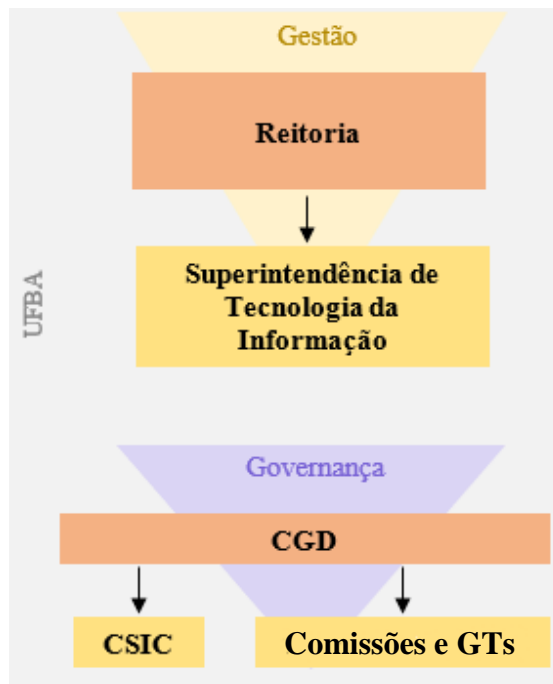 Gestão
Reitoria
Superintendência de
Tecnologia da
Informação
UFBA
Governança
CGD
CSIC
Comissões e GTs